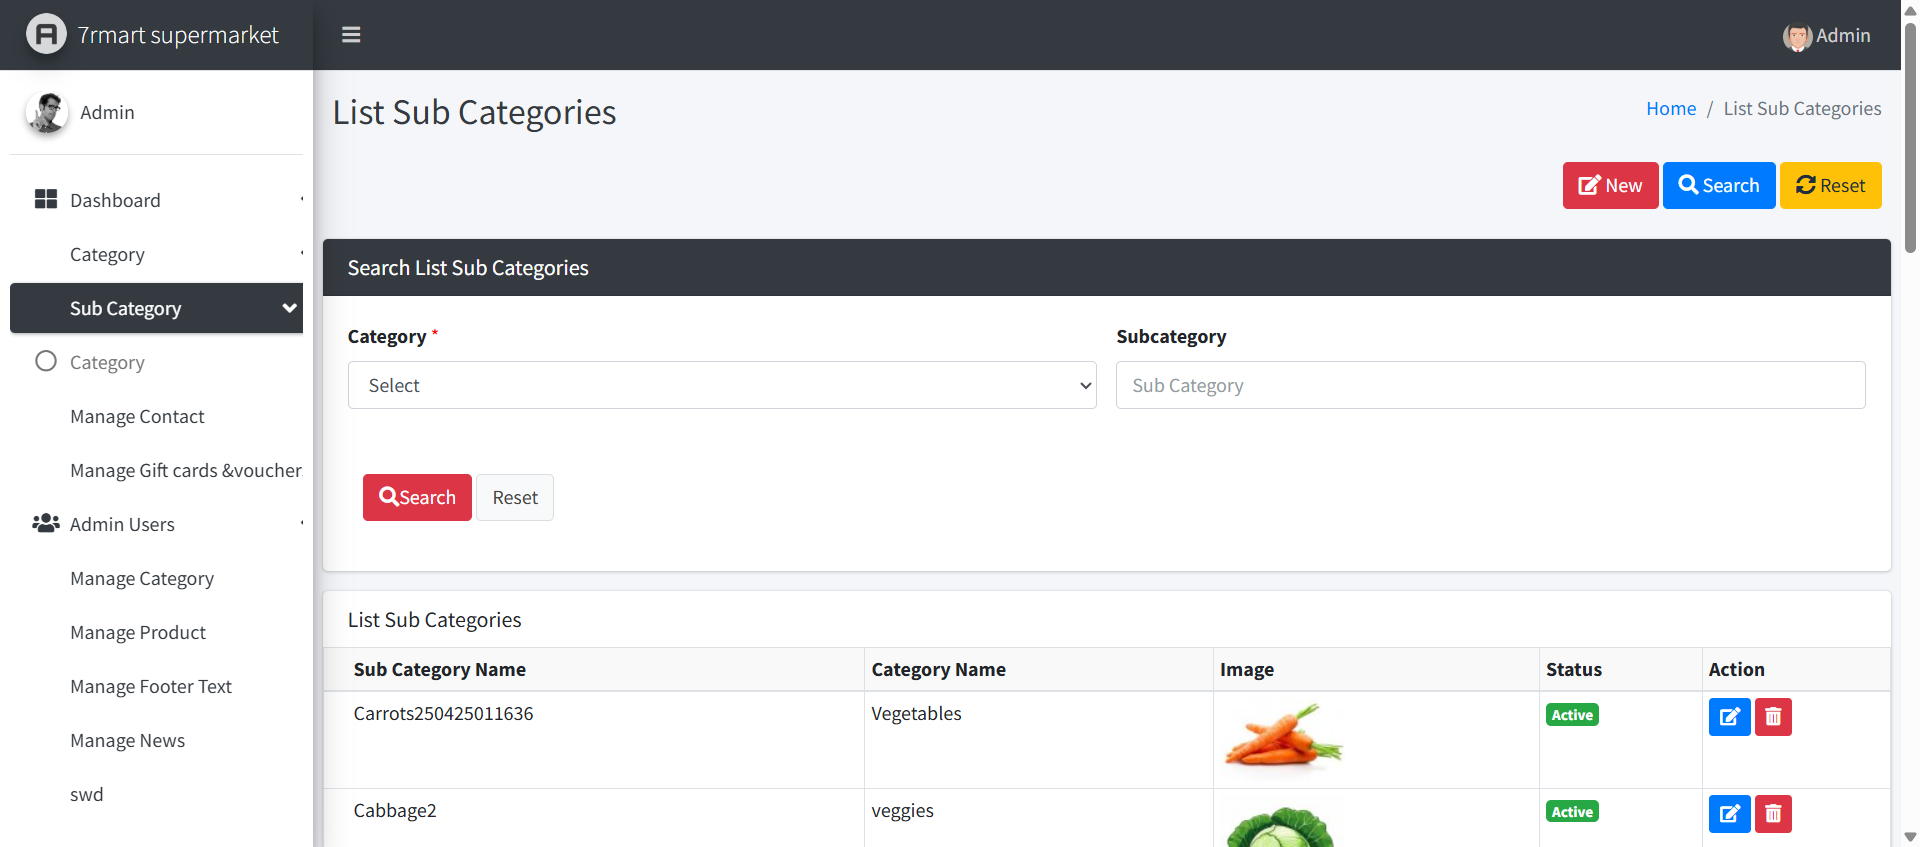 7rmart supermarket
Admin
Admin
Dashboard
Category
Sub Category
Category
Manage Contact
Manage Gift cards &voucher
Admin Users
Manage Category
Manage Product
Manage Footer Text
Manage News
swd
List Sub Categories
Home / List Sub Categories
New Search Reset
Search List Sub Categories
Category * Subcategory
Select Sub Category
Search Reset
List Sub Categories
Sub Category Name Category Name Image Status Action
Carrots250425011636 Vegetables Active
Cabbage2 veggies Active